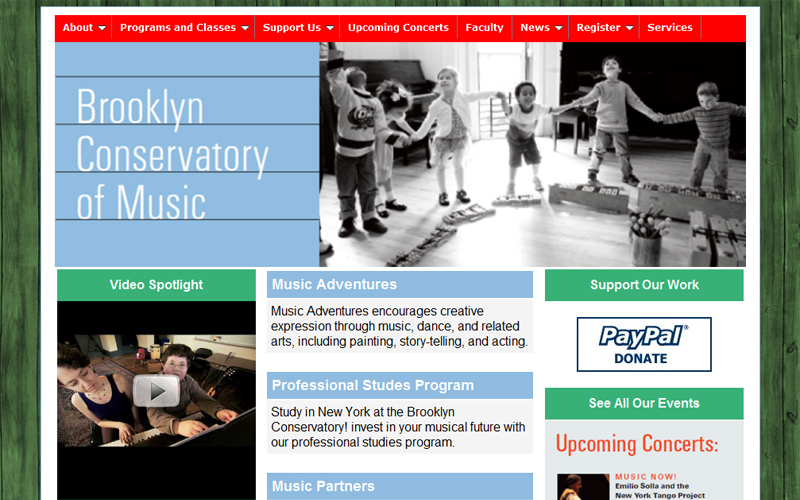 About Programs and Classes Support Us Upcoming Concerts Faculty News Register Services
Brooklyn
Conservatory
of Music
Video Spotlight
Music Adventures
Music Adventures encourages creative
expression through music, dance, and related
arts, including painting, story-telling, and acting.
Professional Studes Program
Study in New York at the Brooklyn
Conservatory! invest in your musical future with
our professional studies program.
Music Partners
Support Our Work
PayPal®
DONATE
See All Our Events
Upcoming Concerts:
MUSIC NOW!
Emilio Solla and the
New York Tango Project